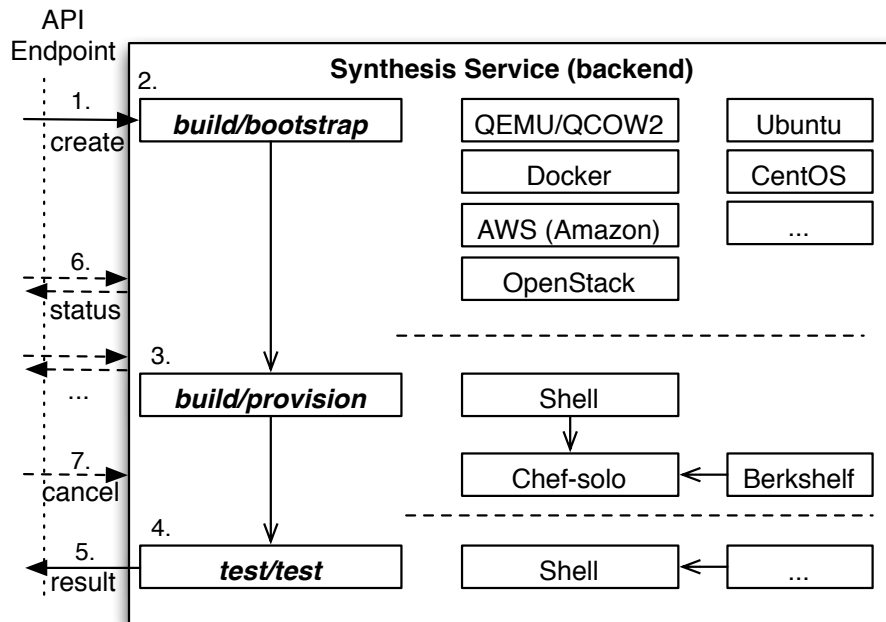 API
Endpoint
Synthesis Service (backend)
1.
create
2.
build/bootstrap
QEMU/QCOW2
Ubuntu
Docker
CentOS
AWS (Amazon)
...
OpenStack
6.
status
...
3.
build/provision
Shell
7.
cancel
Chef-solo
Berkshelf
4.
5.
result
test/test
Shell
...